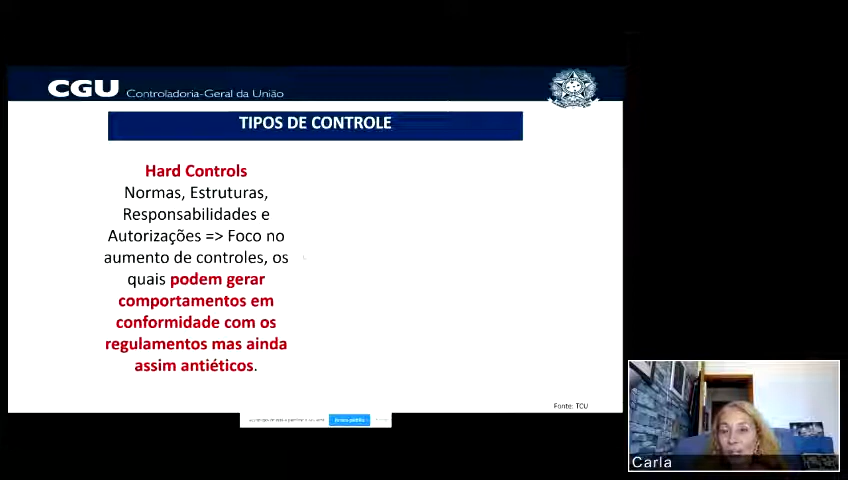 CGU Controladoria-Geral da União
TIPOS DE CONTROLE
Hard Controls
Normas, Estruturas,
Responsabilidades e
Autorizações => Foco no
aumento de controles, os
quais podem gerar
comportamentos em
conformidade com os
regulamentos mas ainda
assim antiéticos.
Fonte: TCU
Carla